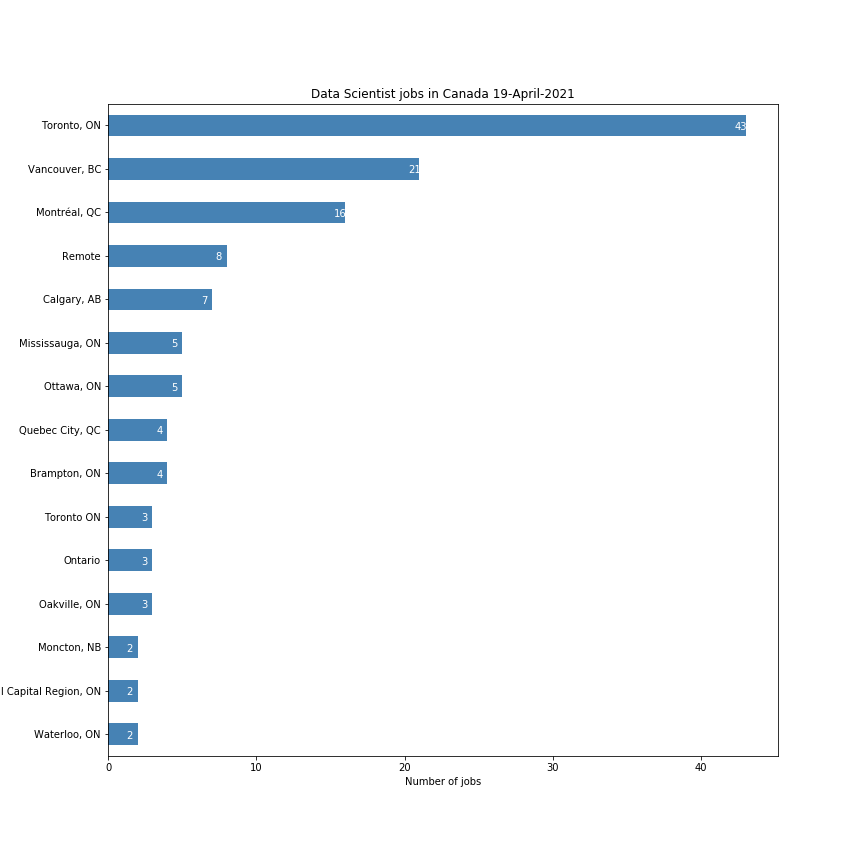 Data Scientist jobs in Canada 19-April-2021
Toronto, ON 43
Vancouver, BC 21
Montréal, QC 16
Remote 8
Calgary, AB 7
Mississauga, ON 5
Ottawa, ON 5
Quebec City, QC 4
Brampton, ON 4
Toronto ON 3
Ontario 3
Oakville, ON 3
Moncton, NB 2
l Capital Region, ON 2
Waterloo, ON 2
0 10 20 30 40
Number of jobs